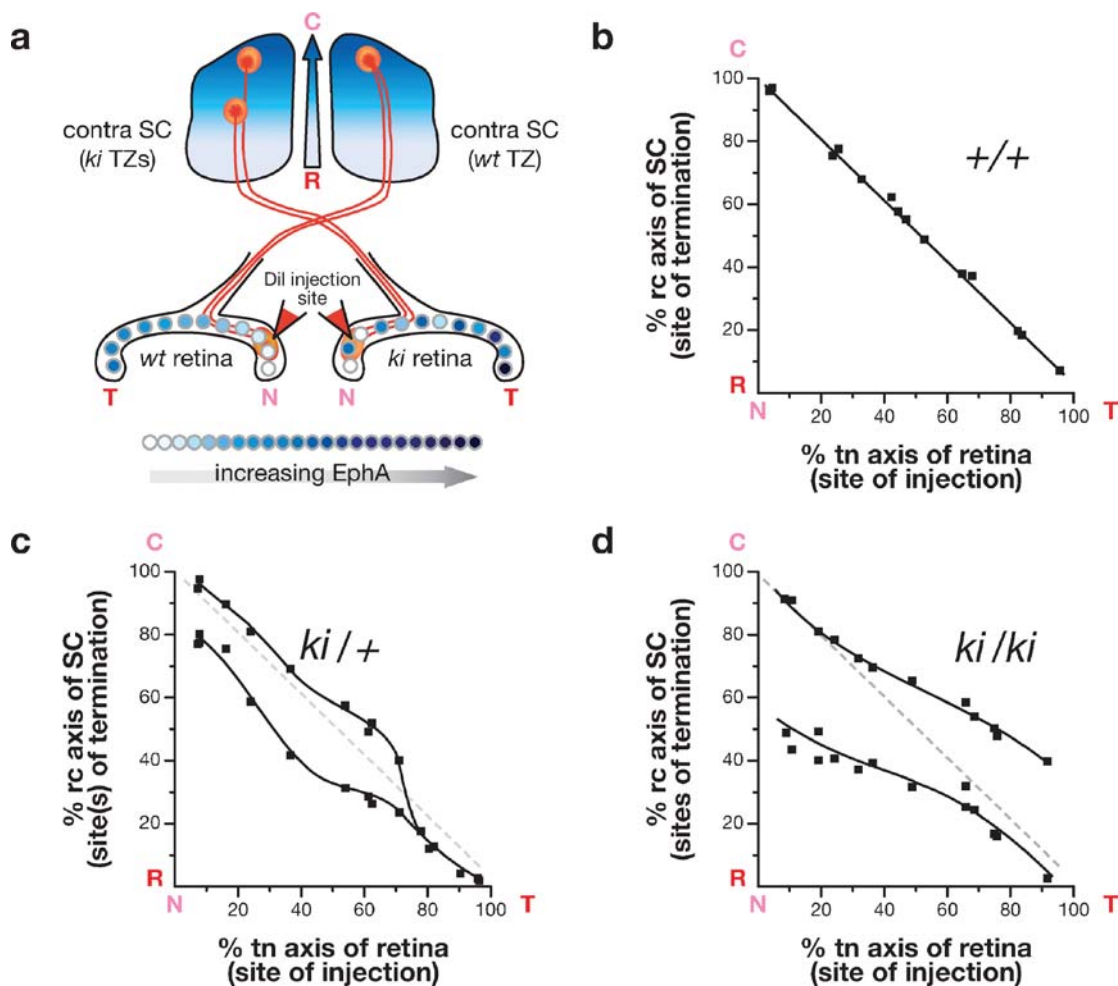 a
C
contra SC
(ki TZs)
contra SC
(wt TZ)
R
DiI injection
site
wt retina
ki retina
T
N
N
T
increasing EphA
b
C
100
80
60
40
20
R
N
20
40
60
80
100
T
+/+
% rc axis of SC
(site of termination)
% tn axis of retina
(site of injection)
c
C
100
80
60
40
20
R
N
20
40
60
80
100
T
ki/+
% rc axis of SC
(site(s) of termination)
% tn axis of retina
(site of injection)
d
C
100
80
60
40
20
R
N
20
40
60
80
100
T
ki/ki
% rc axis of SC
(sites of termination)
% tn axis of retina
(site of injection)